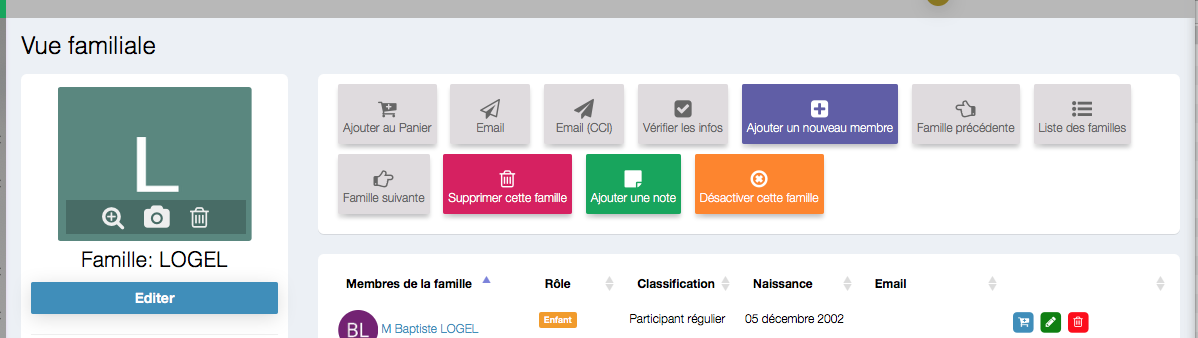 Vue familiale
L
Famille: LOGEL
Editer
Ajouter au Panier
Email
Email (CCI)
Vérifier les infos
Ajouter un nouveau membre
Famille précédente
Liste des familles
Famille suivante
Supprimer cette famille
Ajouter une note
Désactiver cette famille
Membres de la famille Rôle Classification Naissance Email
BL M Baptiste LOGEL Enfant Participant régulier 05 décembre 2002